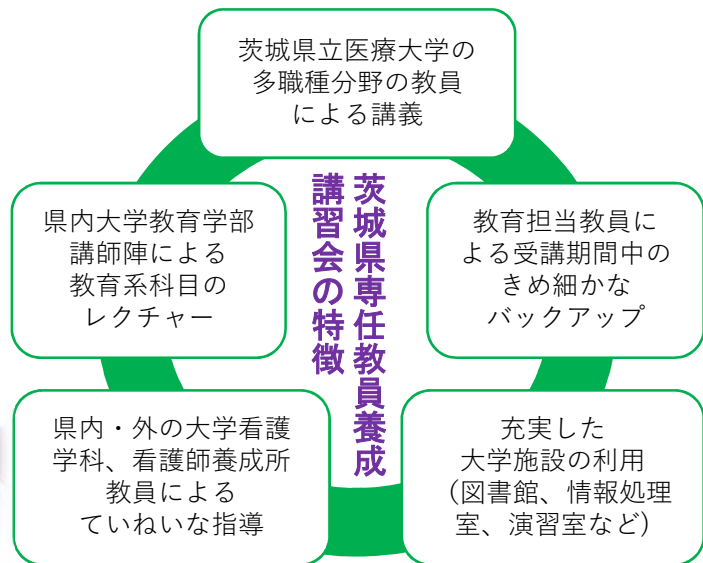 茨城県立医療大学の
多職種分野の教員
による講義
茨城県専任教員養成
講習会の特徴
県内大学教育学部
講師陣による
教育系科目の
レクチャー
教育担当教員に
よる受講期間中の
きめ細かな
バックアップ
県内・外の大学看護
学科、看護師養成所
教員による
ていねいな指導
充実した
大学施設の利用
(図書館、情報処理
室、演習室など)